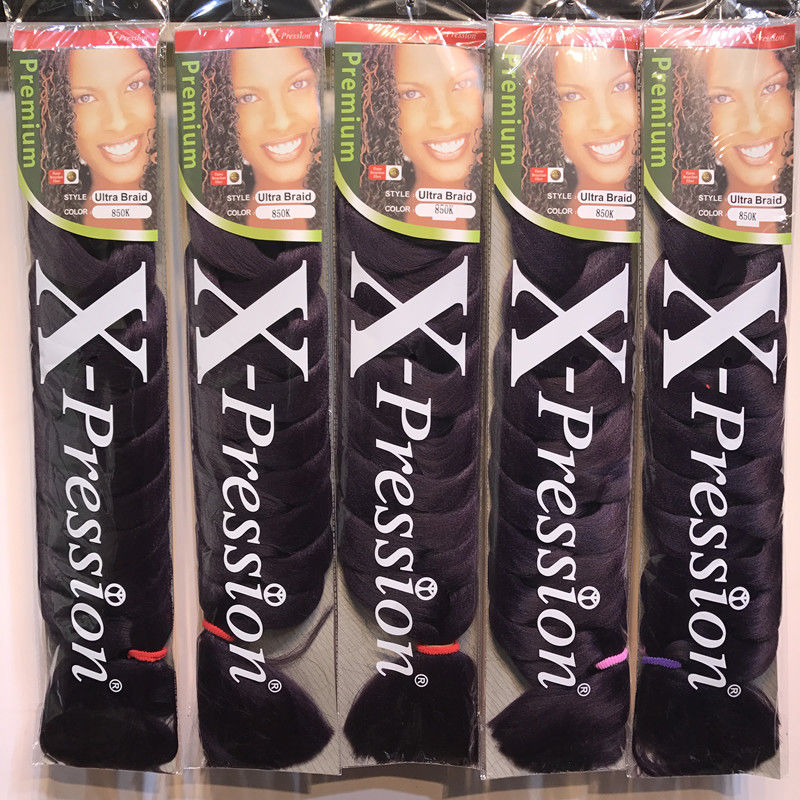 X-Pression
Premium
STYLE : Ultra Braid
COLOR : 850K
X-Pression®
X-Pression
Premium
STYLE : Ultra Braid
COLOR : 850K
X-Pression®
X-Pression
Premium
STYLE : Ultra Braid
COLOR : 850K
X-Pression®
X-Pression
Premium
STYLE : Ultra Braid
COLOR : 850K
X-Pression®
X-Pression
Premium
STYLE : Ultra Braid
COLOR : 850K
X-Pression®